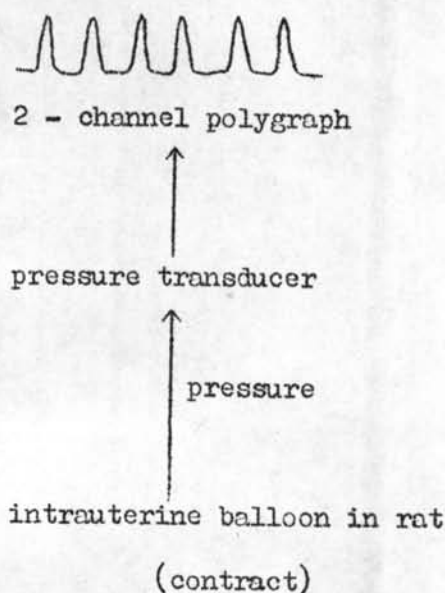 2 - channel polygraph
pressure transducer
pressure
intrauterine balloon in rat
(contract)